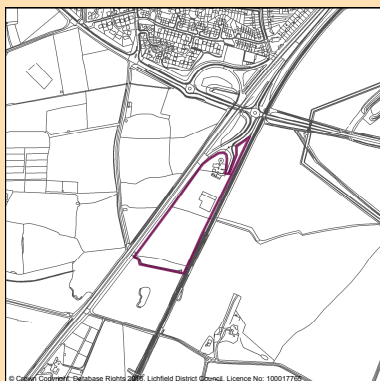 © Crown Copyright, Database Rights 2016. Lichfield District Council. Licence No: 100017765